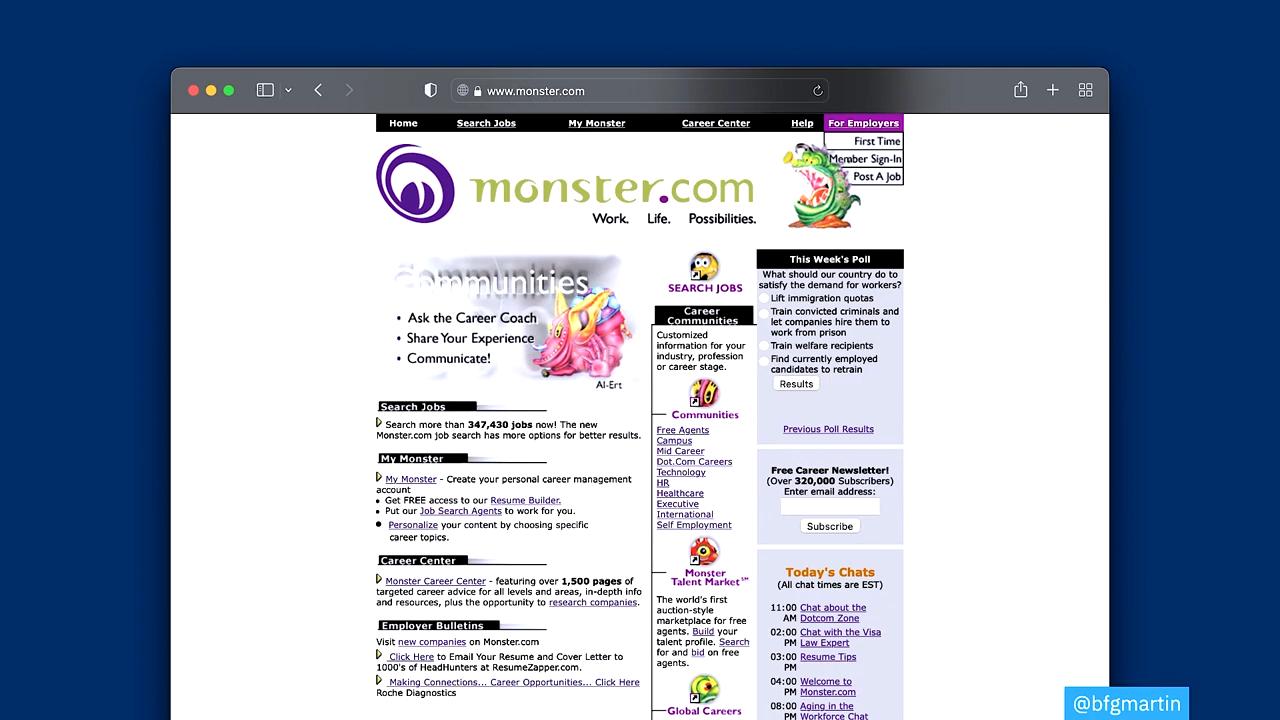 www.monster.com
Home Search Jobs My Monster Career Center Help For Employers
First Time
Member Sign-In
Post A Job
monster.com
Work. Life. Possibilities.
Communities
• Ask the Career Coach
• Share Your Experience
• Communicate!
Al-Ert
Search Jobs
Search more than 347,430 jobs now! The new
Monster.com job search has more options for better results.
My Monster
My Monster - Create your personal career management
account
• Get FREE access to our Resume Builder.
• Put our Job Search Agents to work for you.
• Personalize your content by choosing specific
career topics.
Career Center
Monster Career Center - featuring over 1,500 pages of
targeted career advice for all levels and areas, in-depth info
and resources, plus the opportunity to research companies.
Employer Bulletins
Visit new companies on Monster.com
Click Here to Email Your Resume and Cover Letter to
1000's of HeadHunters at ResumeZapper.com.
Making Connections... Career Opportunities... Click Here
Roche Diagnostics
SEARCH JOBS
Career
Communities
Customized
information for your
industry, profession
or career stage.
Communities
Free Agents
Campus
Mid Career
Dot.Com Careers
Technology
HR
Healthcare
Executive
International
Self Employment
Monster
Talent Market℠
The world's first
auction-style
marketplace for free
agents. Build your
talent profile. Search
for and bid on free
agents.
Global Careers
This Week's Poll
What should our country do to
satisfy the demand for workers?
Lift immigration quotas
Train convicted criminals and
let companies hire them to
work from prison
Train welfare recipients
Find currently employed
candidates to retrain
Results
Previous Poll Results
Free Career Newsletter!
(Over 320,000 Subscribers)
Enter email address:
Subscribe
Today's Chats
(All chat times are EST)
11:00 Chat about the
AM Dotcom Zone
02:00 Chat with the Visa
PM Law Expert
03:00 Resume Tips
PM
04:00 Welcome to
PM Monster.com
08:00 Aging in the
PM Workforce Chat
@bfgmartin